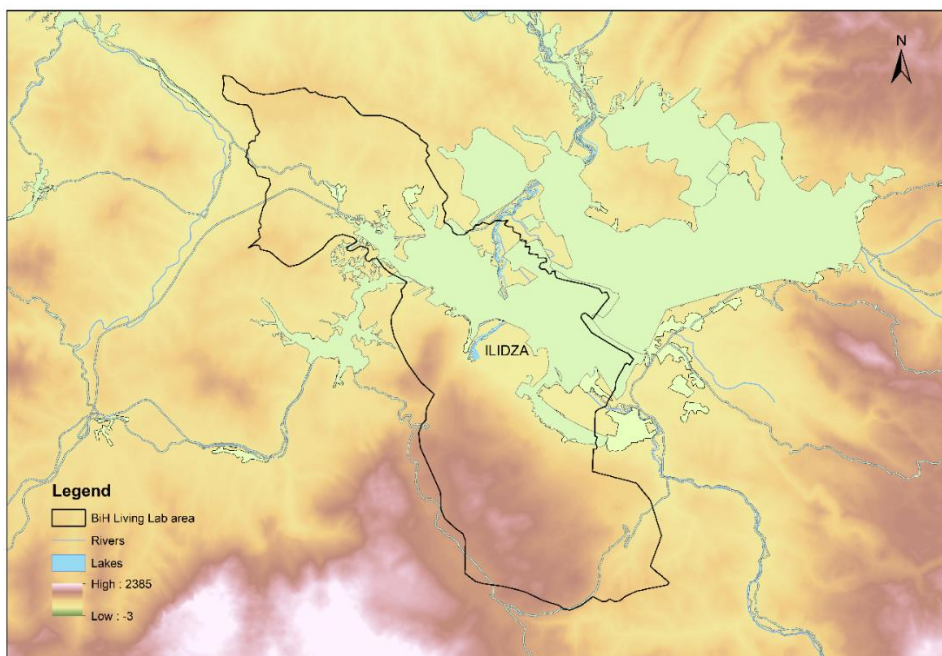 N
ILIDZA
Legend
BiH Living Lab area
Rivers
Lakes
High : 2385
Low : -3